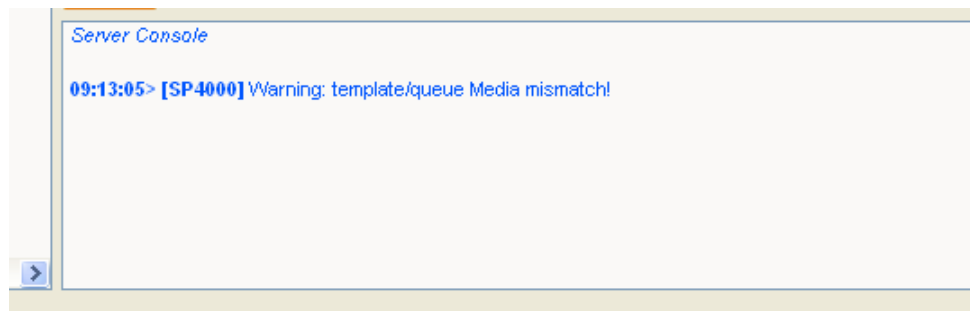 Server Console
09:13:05> [SP4000] Warning: template/queue Media mismatch!